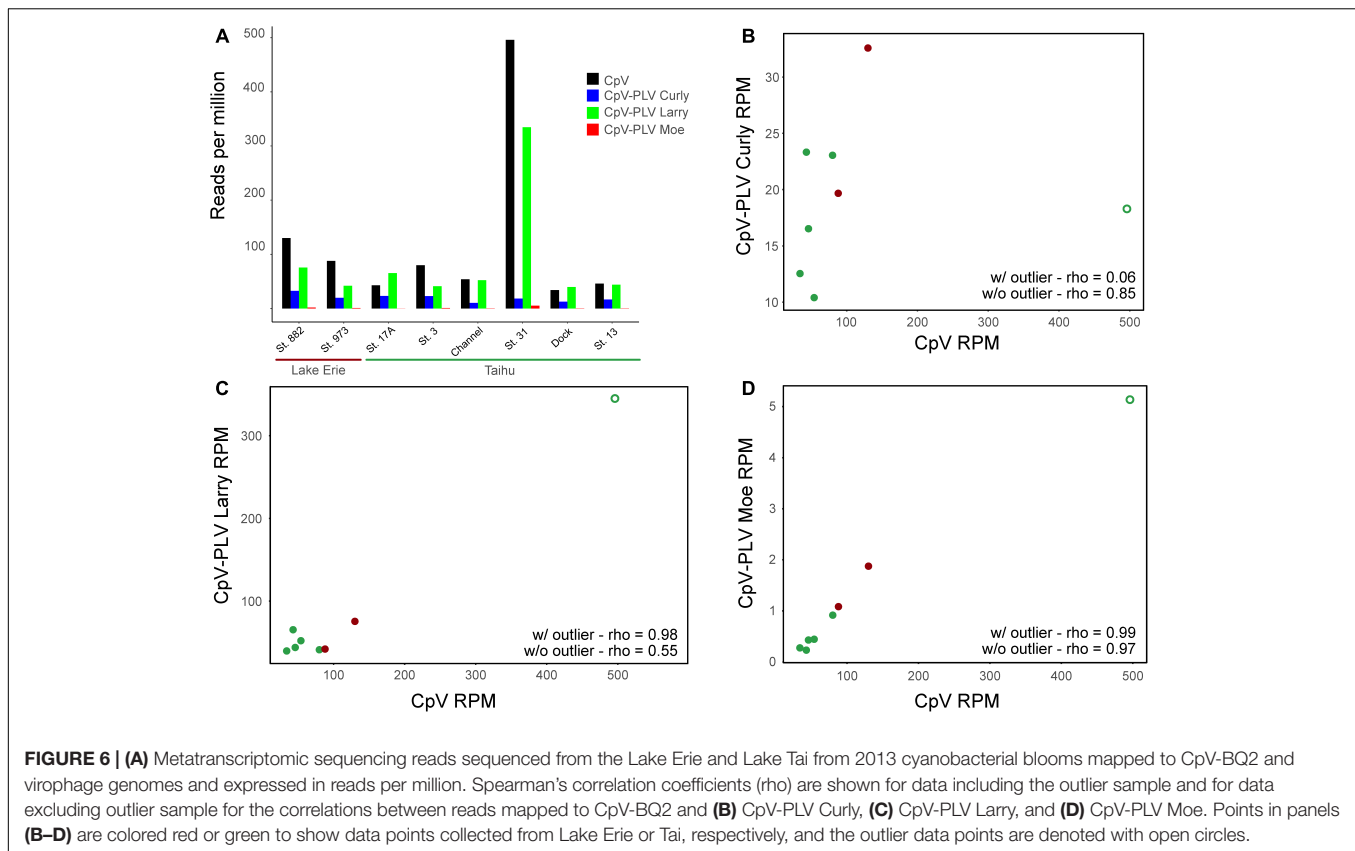 A
Reads per million
500
400
300
200
100
CpV
CpV-PLV Curly
CpV-PLV Larry
CpV-PLV Moe
St. 882
St. 973
St. 17A
St. 3
Channel
St. 31
Dock
St. 13
Lake Erie
Taihu
B
CpV-PLV Curly RPM
30
25
20
15
10
w/ outlier - rho = 0.06
w/o outlier - rho = 0.85
100
200
300
400
500
CpV RPM
C
CpV-PLV Larry RPM
300
200
100
w/ outlier - rho = 0.98
w/o outlier - rho = 0.55
100
200
300
400
500
CpV RPM
D
CpV-PLV Moe RPM
5
4
3
2
1
0
w/ outlier - rho = 0.99
w/o outlier - rho = 0.97
100
200
300
400
500
CpV RPM
FIGURE 6 | (A) Metatranscriptomic sequencing reads sequenced from the Lake Erie and Lake Tai from 2013 cyanobacterial blooms mapped to CpV-BQ2 and
virophage genomes and expressed in reads per million. Spearman's correlation coefficients (rho) are shown for data including the outlier sample and for data
excluding outlier sample for the correlations between reads mapped to CpV-BQ2 and (B) CpV-PLV Curly, (C) CpV-PLV Larry, and (D) CpV-PLV Moe. Points in panels
(B–D) are colored red or green to show data points collected from Lake Erie or Tai, respectively, and the outlier data points are denoted with open circles.